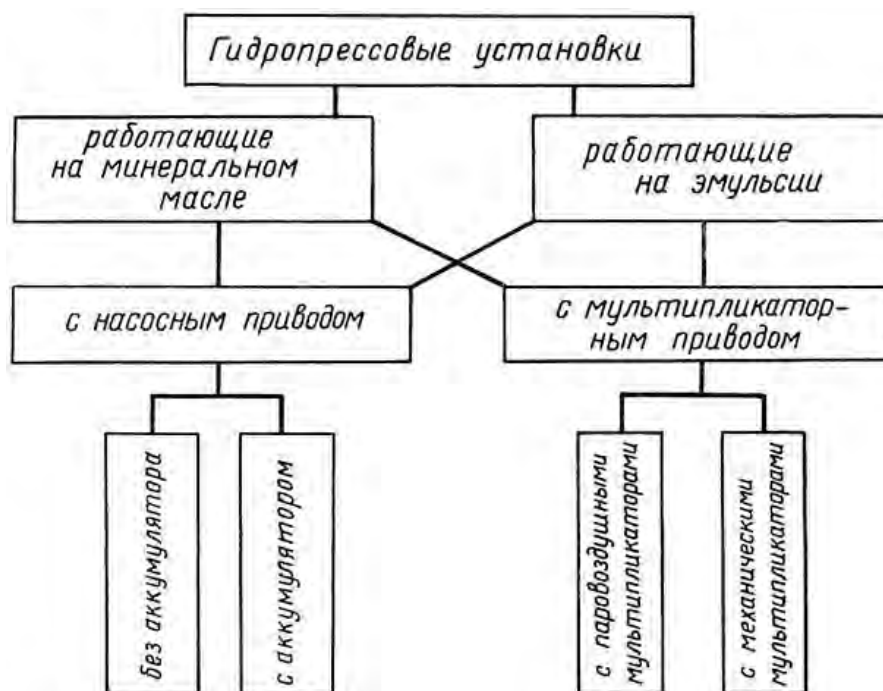 Гидропрессовые установки
работающие
на минеральном
масле
работающие
на эмульсии
с насосным приводом
с мультипликатор-
ным приводом
без аккумулятора
с аккумулятором
с паровоздушными
мультипликаторами
с механическими
мультипликаторами